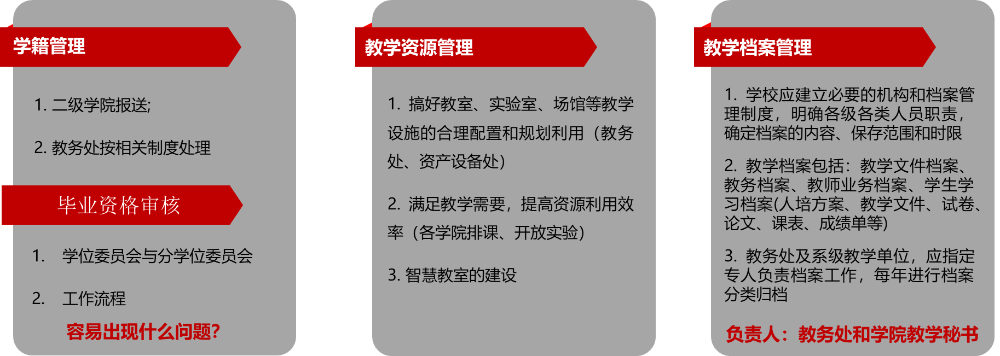 学籍管理
1. 二级学院报送;
2. 教务处按相关制度处理
毕业资格审核
1. 学位委员会与分学位委员会
2. 工作流程
容易出现什么问题?
教学资源管理
1. 搞好教室、实验室、场馆等教学
设施的合理配置和规划利用（教务
处、资产设备处）
2. 满足教学需要，提高资源利用效
率（各学院排课、开放实验）
3. 智慧教室的建设
教学档案管理
1. 学校应建立必要的机构和档案管
理制度，明确各级各类人员职责，
确定档案的内容、保存范围和时限
2. 教学档案包括：教学文件档案、
教务档案、教师业务档案、学生学
习档案(人培方案、教学文件、试卷、
论文、课表、成绩单等)
3. 教务处及系级教学单位，应指定
专人负责档案工作，每年进行档案
分类归档
负责人：教务处和学院教学秘书